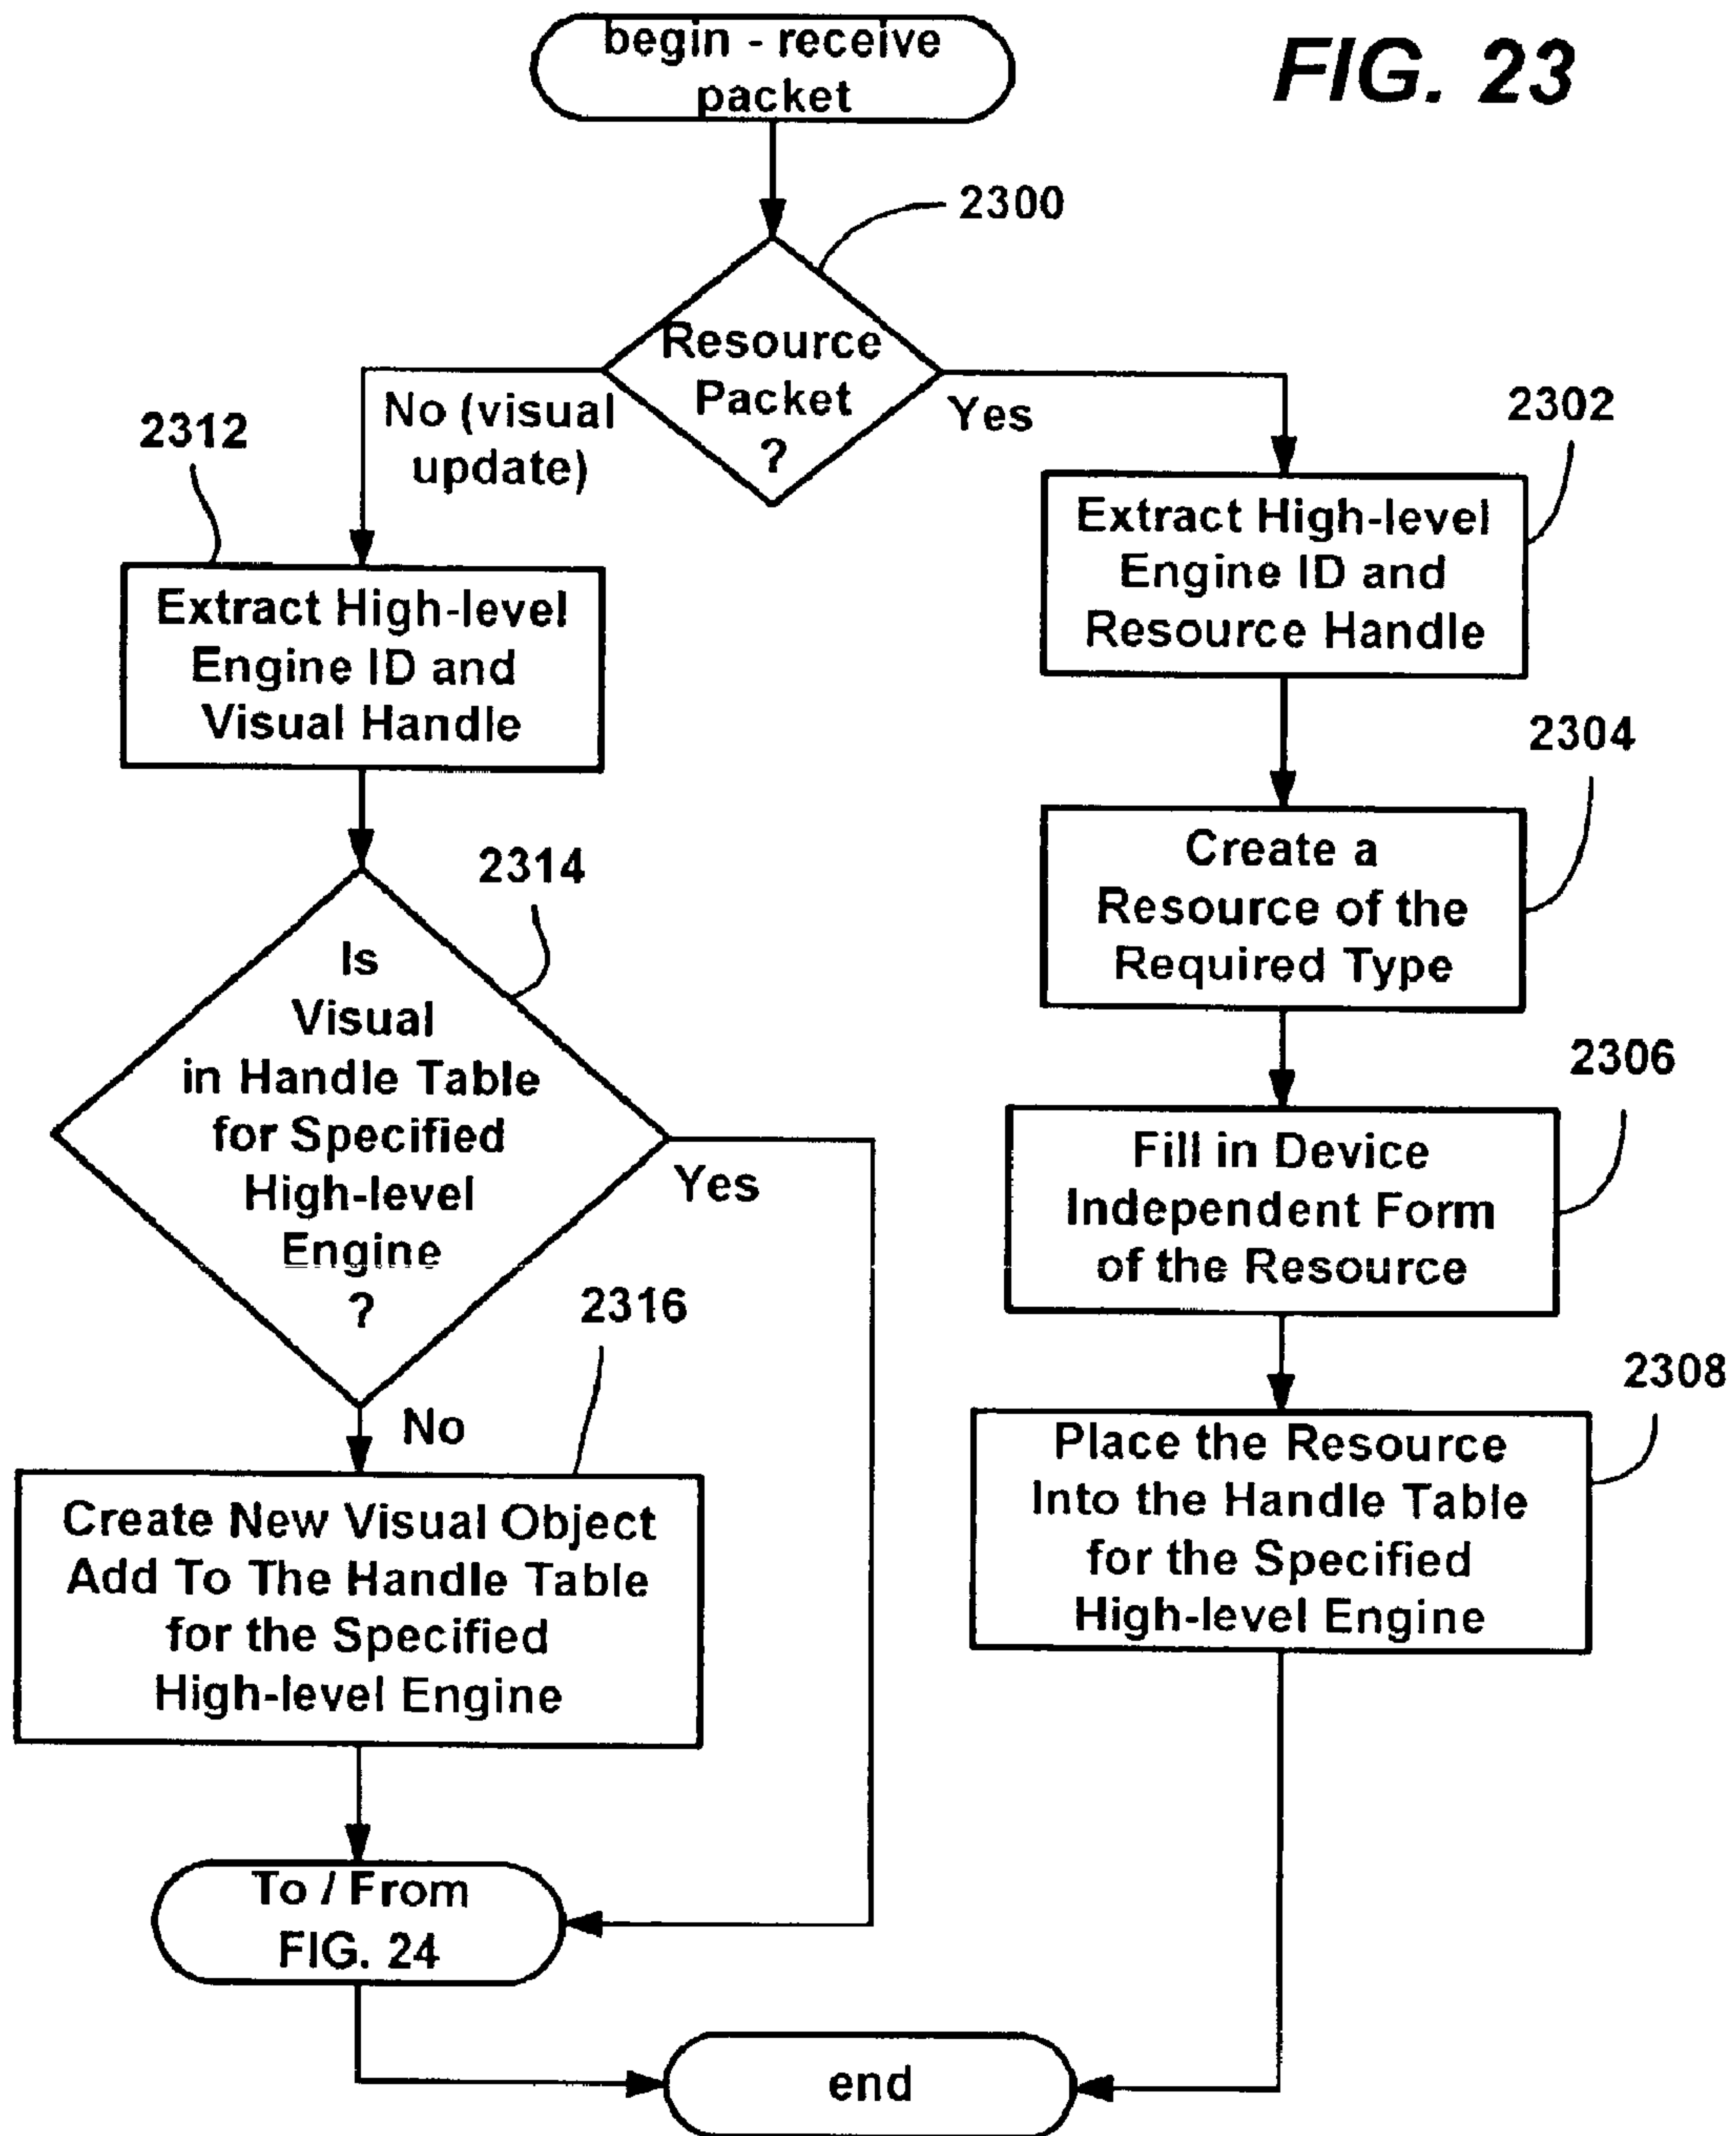 begin - receive
packet
FIG. 23
2300
Resource
Packet
?
No (visual
update)
Yes
2312
Extract High-level
Engine ID and
Visual Handle
2302
Extract High-level
Engine ID and
Resource Handle
2304
Create a
Resource of the
Required Type
2314
Is
Visual
in Handle Table
for Specified
High-level
Engine
?
Yes
No
2306
Fill in Device
Independent Form
of the Resource
2316
Create New Visual Object
Add To The Handle Table
for the Specified
High-level Engine
2308
Place the Resource
Into the Handle Table
for the Specified
High-level Engine
To / From
FIG. 24
end